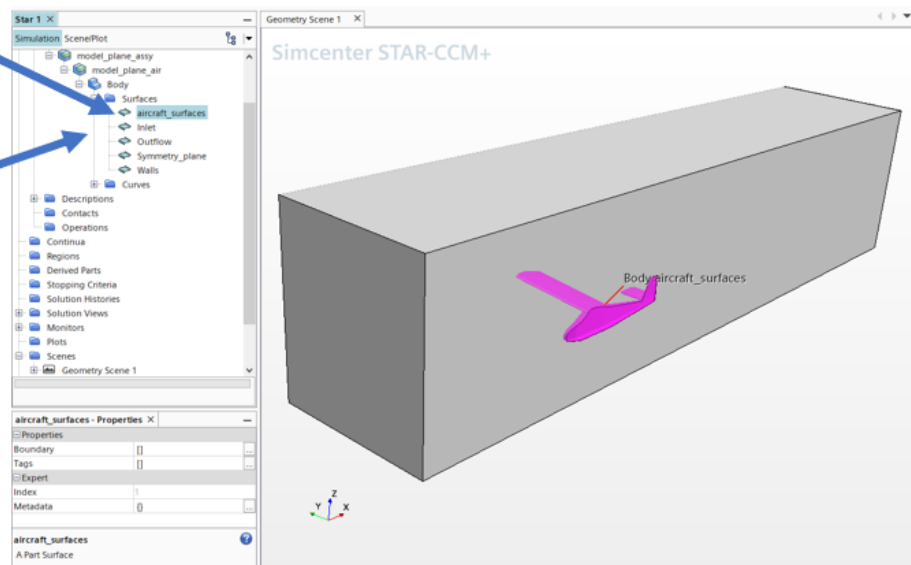 Star 1
Geometry Scene 1
Simulation Scene/Plot
Simcenter STAR-CCM+
model_plane_assy
model_plane_air
Body
Surfaces
aircraft_surfaces
Inlet
Outflow
Symmetry_plane
Walls
Curves
Descriptions
Contacts
Operations
Continua
Regions
Derived Parts
Stopping Criteria
Solution Histories
Solution Views
Monitors
Plots
Scenes
Geometry Scene 1
Body aircraft_surfaces
aircraft_surfaces - Properties
Properties
Boundary []
Tags []
Expert
Index 1
Metadata {}
aircraft_surfaces
A Part Surface
Z
Y X